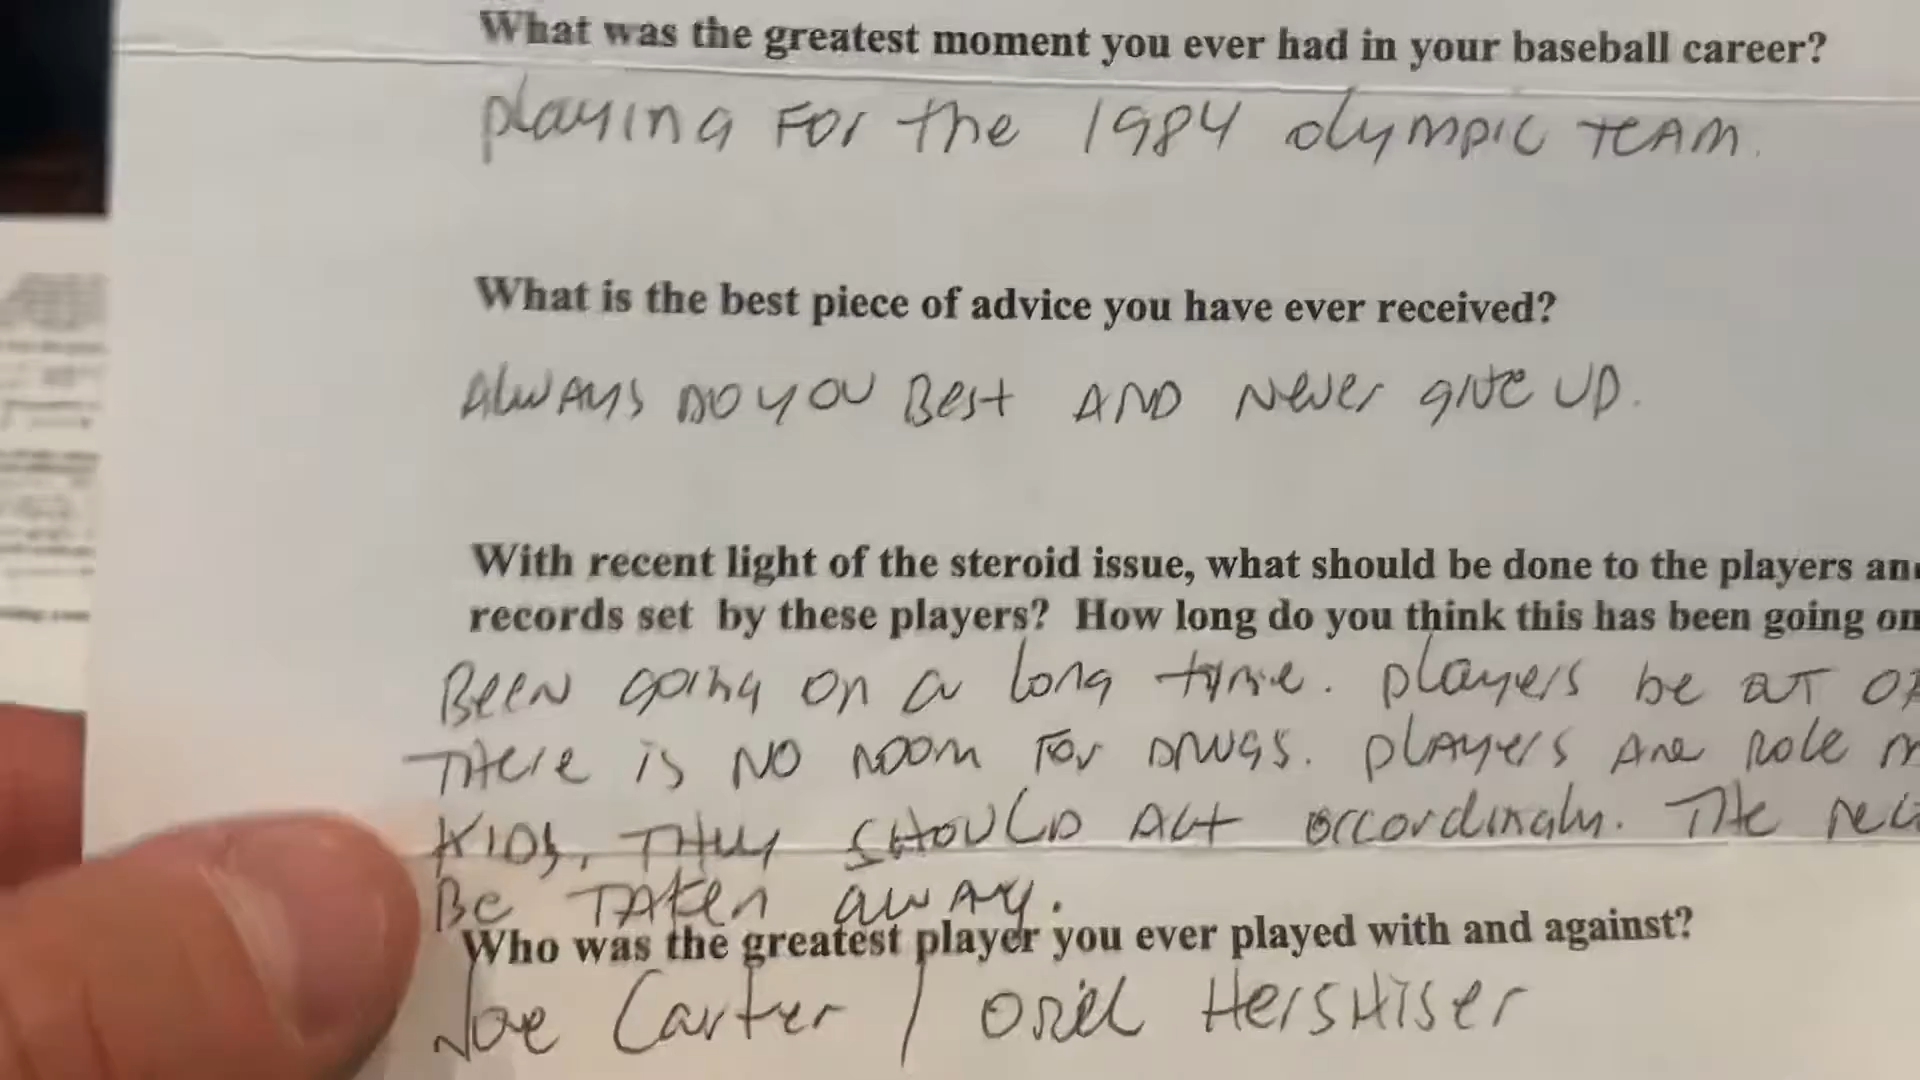 What was the greatest moment you ever had in your baseball career?
playing For the 1984 olympic TEAM.
What is the best piece of advice you have ever received?
Always DO you Best AND Never give UP.
With recent light of the steroid issue, what should be done to the players an
records set by these players? How long do you think this has been going on
Been going on a long time. players be at
There is NO room For Drugs. players Are Role m
KIDS, They SHOULD Act accordingly. The rec
Be TAken away.
Who was the greatest player you ever played with and against?
Joe Carter / Oriel HersHiser